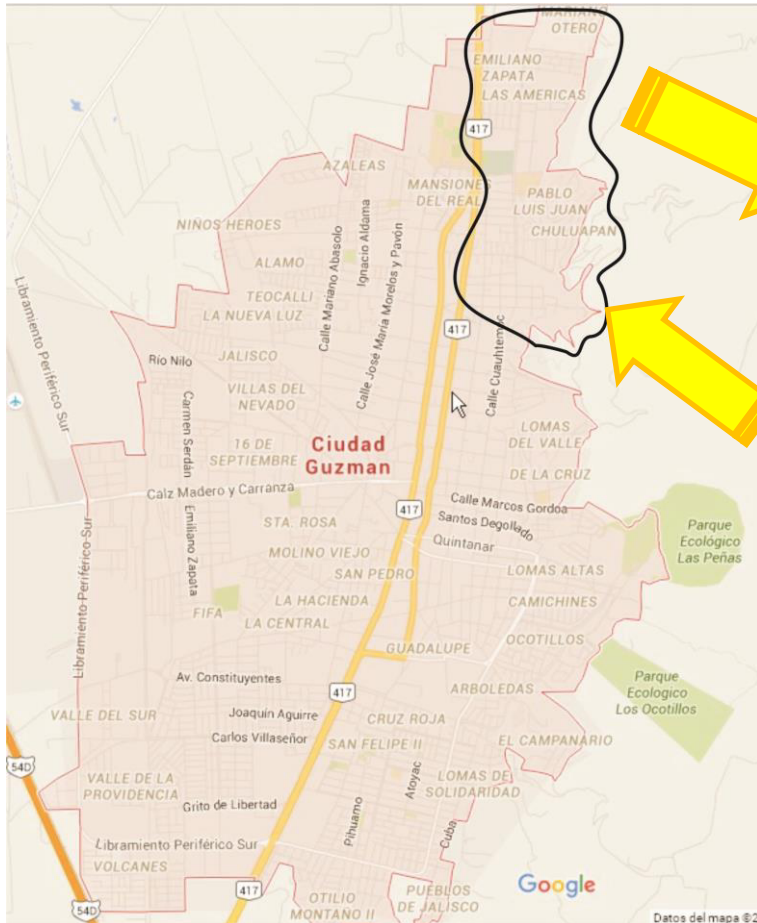 MARIANO
OTERO
EMILIANO
ZAPATA
LAS AMERICAS
417
AZALEAS
MANSIONES
DEL REAL
PABLO
LUIS JUAN
CHULUAPAN
NIÑOS HEROES
Calle Mariano Abasolo
Ignacio Aldama
Calle José María Morelos y Pavón
ALAMO
TEOCALLI
LA NUEVA LUZ
Libramiento Periférico Sur
417
Calle Cuauhtemoc
Río Nilo
JALISCO
VILLAS DEL
NEVADO
Carmen Serdán
16 DE
SEPTIEMBRE
Ciudad
Guzman
LOMAS
DEL VALLE
DE LA CRUZ
Calz Madero y Carranza
Calle Marcos Gordoa
417
Santos Degollado
Quintanar
Parque
Ecológico
Las Peñas
Emiliano Zapata
STA. ROSA
MOLINO VIEJO
SAN PEDRO
LOMAS ALTAS
Libramiento Periférico Sur
LA HACIENDA
CAMICHINES
FIFA
LA CENTRAL
GUADALUPE
OCOTILLOS
Av. Constituyentes
417
ARBOLEDAS
Parque
Ecologico
Los Ocotillos
VALLE DEL SUR
Joaquín Aguirre
CRUZ ROJA
Carlos Villaseñor
SAN FELIPE II
EL CAMPANARIO
54D
VALLE DE LA
PROVIDENCIA
Atoyac
LOMAS DE
SOLIDARIDAD
Grito de Libertad
Pihuamo
Cuba
Libramiento Periférico Sur
VOLCANES
417
54D
OTILIO
MONTAÑO II
PUEBLOS
DE JALISCO
Google
Datos del mapa ©2